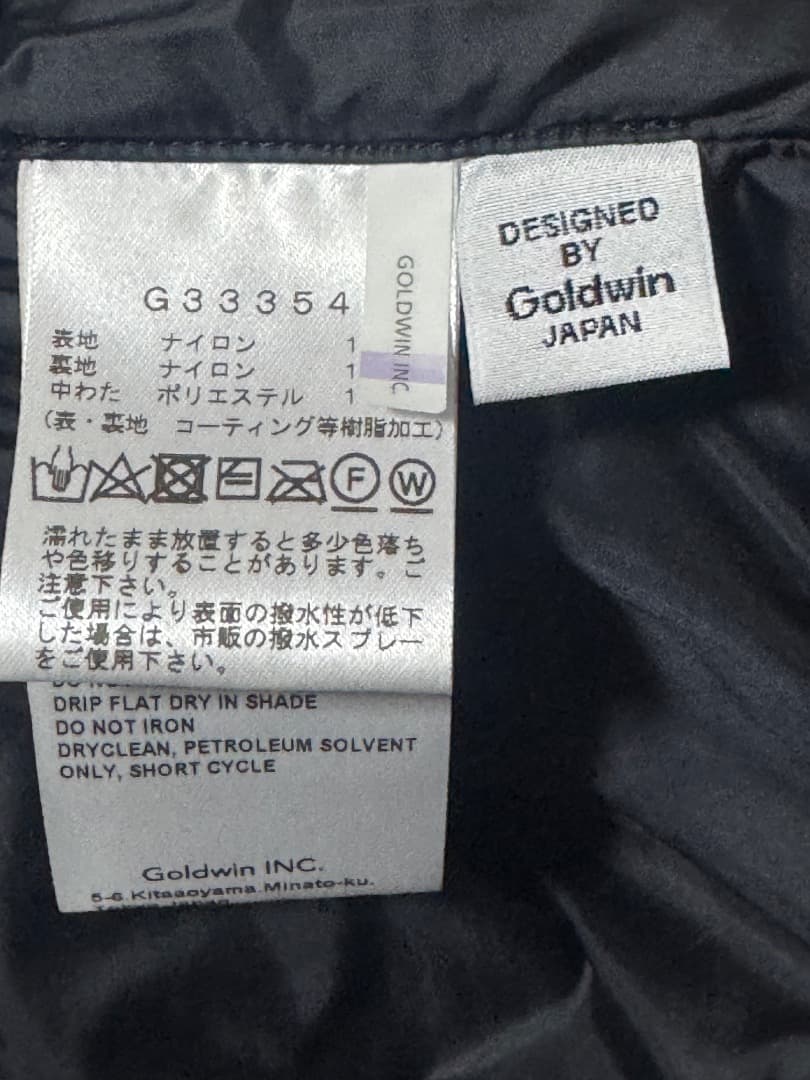 G33354
表地 ナイロン 1
裏地 ナイロン 1
中わた ポリエステル 1
(表・裏地 コーティング等樹脂加工)
F W
濡れたまま放置すると多少色落ち
や色移りすることがあります。ご
注意下さい。
ご使用により表面の撥水性が低下
した場合は、市販の撥水スプレー
をご使用下さい。
DRIP FLAT DRY IN SHADE
DO NOT IRON
DRYCLEAN, PETROLEUM SOLVENT
ONLY, SHORT CYCLE
Goldwin INC.
5-6.Kitaaoyama.Minato-ku.
GOLDWIN INC
DESIGNED
BY
Goldwin
JAPAN